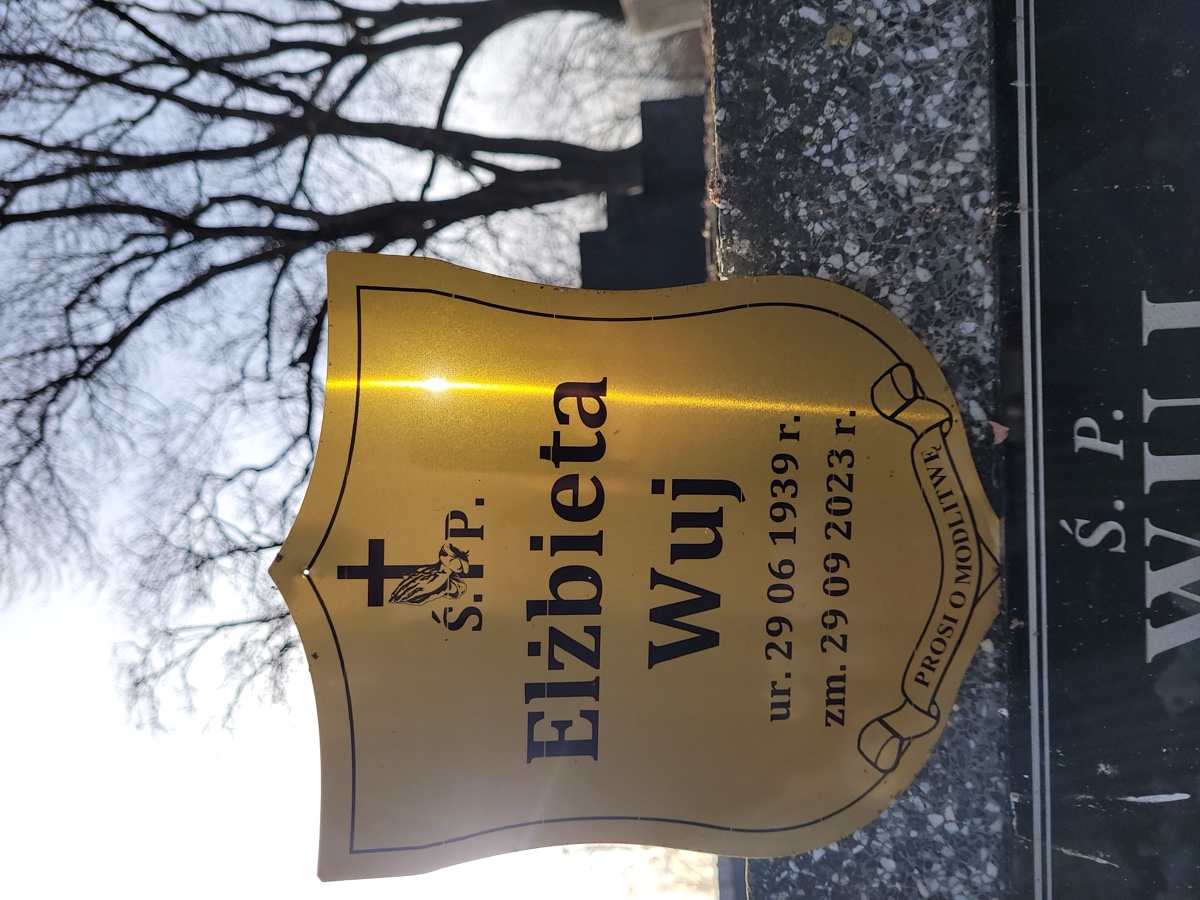 Ś. P.
Elżbieta
Wuj
ur. 29 06 1939 r.
zm. 29 09 2023 r.
PROSI O MODLITWĘ
Ś. P.